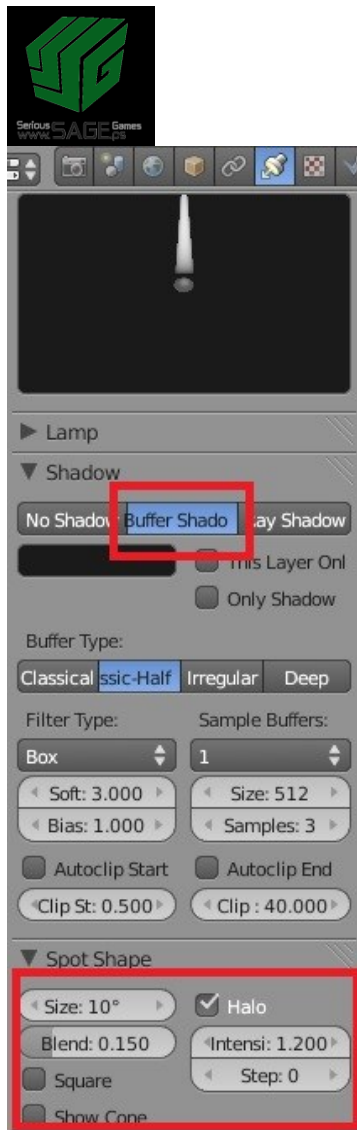 Serious Games
www.SAGE.ps
Lamp
Shadow
No Shadow Buffer Shado ay Shadow
This Layer Onl
Only Shadow
Buffer Type:
Classical ssic-Half Irregular Deep
Filter Type: Sample Buffers:
Box 1
Soft: 3.000 Size: 512
Bias: 1.000 Samples: 3
Autoclip Start Autoclip End
Clip St: 0.500 Clip : 40.000
Spot Shape
Size: 10° Halo
Blend: 0.150 Intensi: 1.200
Square Step: 0
Show Cone